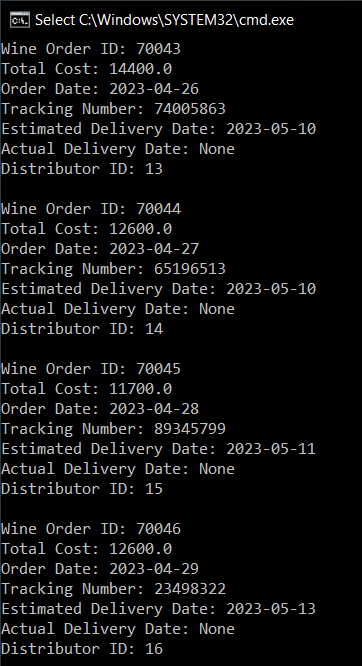 Select C:\Windows\SYSTEM32\cmd.exe
Wine Order ID: 70043
Total Cost: 14400.0
Order Date: 2023-04-26
Tracking Number: 74005863
Estimated Delivery Date: 2023-05-10
Actual Delivery Date: None
Distributor ID: 13

Wine Order ID: 70044
Total Cost: 12600.0
Order Date: 2023-04-27
Tracking Number: 65196513
Estimated Delivery Date: 2023-05-10
Actual Delivery Date: None
Distributor ID: 14

Wine Order ID: 70045
Total Cost: 11700.0
Order Date: 2023-04-28
Tracking Number: 89345799
Estimated Delivery Date: 2023-05-11
Actual Delivery Date: None
Distributor ID: 15

Wine Order ID: 70046
Total Cost: 12600.0
Order Date: 2023-04-29
Tracking Number: 23498322
Estimated Delivery Date: 2023-05-13
Actual Delivery Date: None
Distributor ID: 16